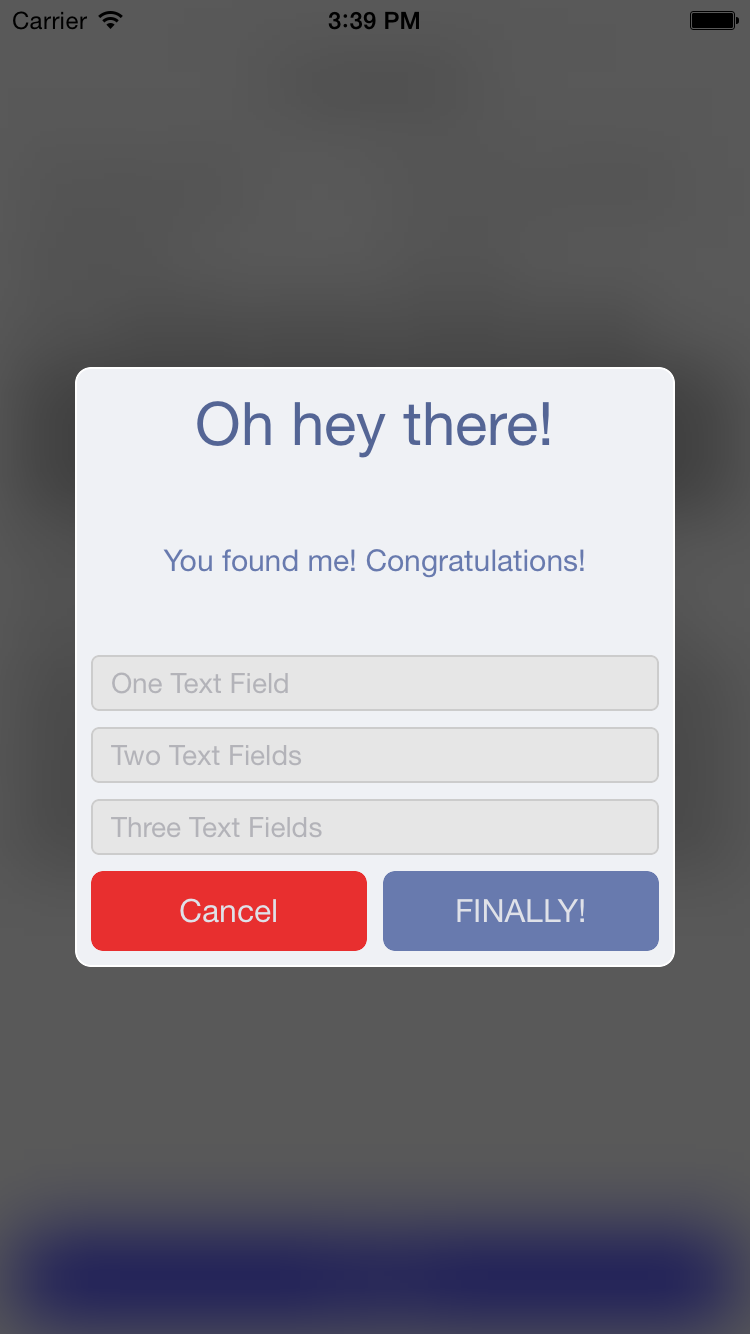 Carrier 3:39 PM
Oh hey there!
You found me! Congratulations!
One Text Field
Two Text Fields
Three Text Fields
Cancel FINALLY!